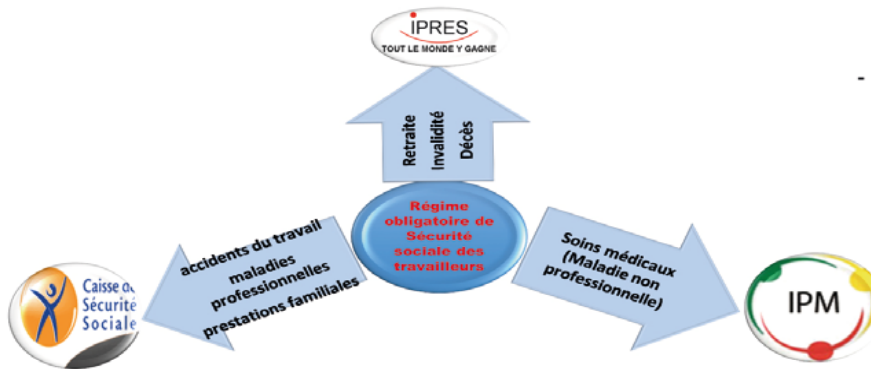 iPRES
TOUT LE MONDE Y GAGNE
-
Retraite
Invalidité
Décès
Régime
obligatoire de
Sécurité
sociale des
travailleurs
accidents du travail
maladies
professionnelles
prestations familiales
Soins médicaux
(Maladie non
professionnelle)
Caisse de
Sécurité
Sociale
IPM